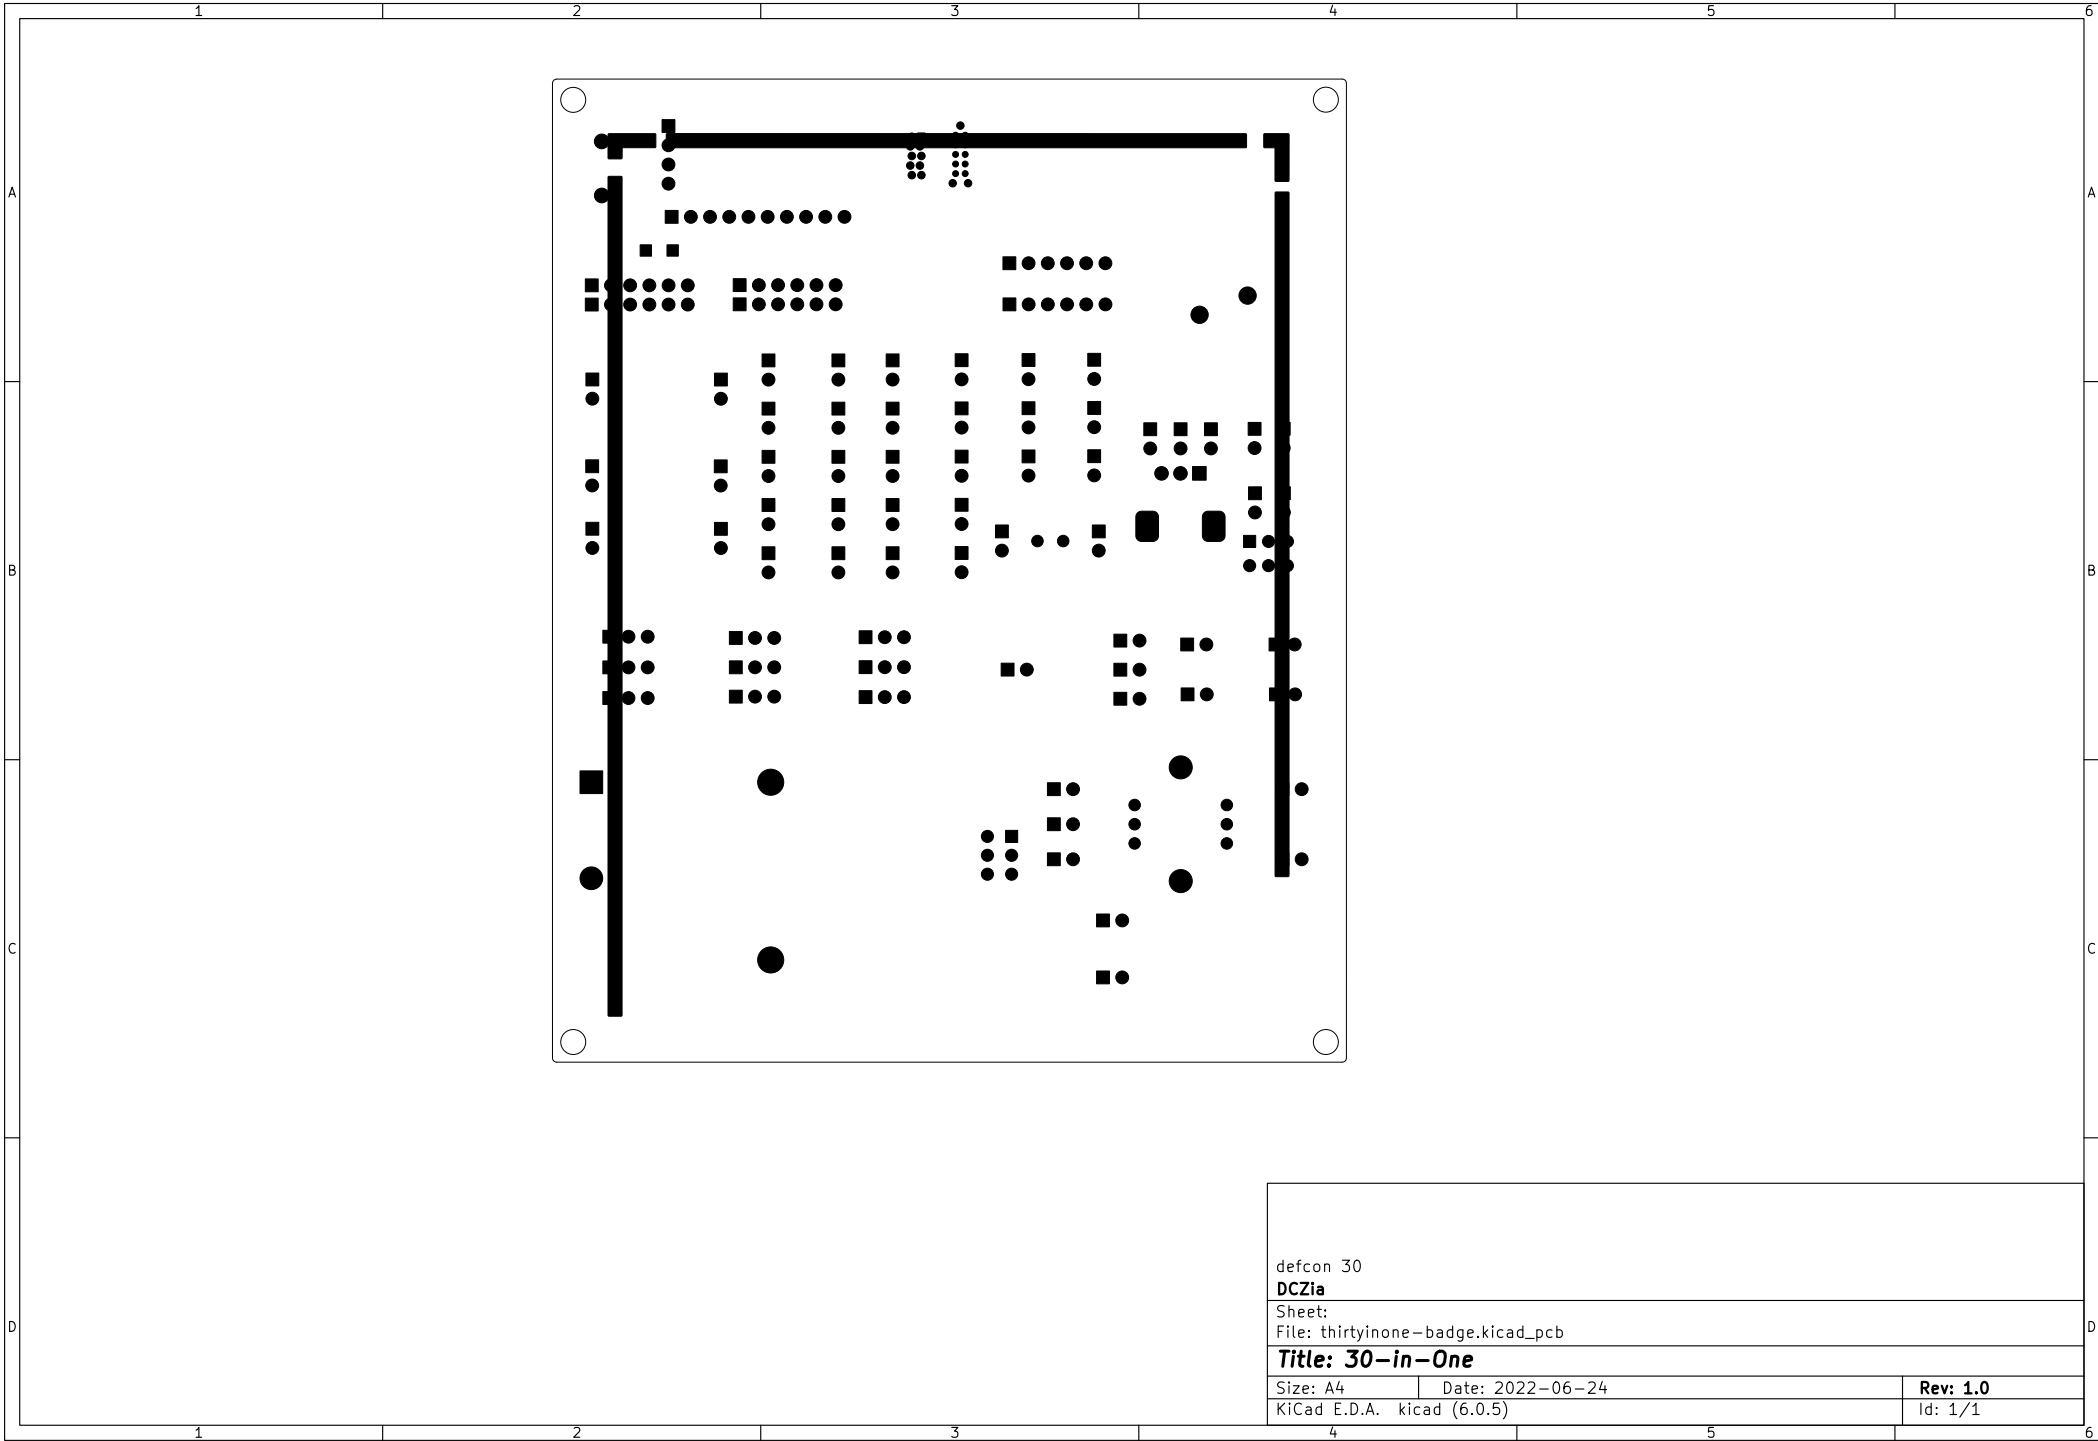 1 2 3 4 5 6
A A
B B
C C
D D
defcon 30
DCZia
Sheet:
File: thirtyinone-badge.kicad_pcb
Title: 30-in-One
Size: A4 Date: 2022-06-24 Rev: 1.0
KiCad E.D.A. kicad (6.0.5) Id: 1/1
1 2 3 4 5 6